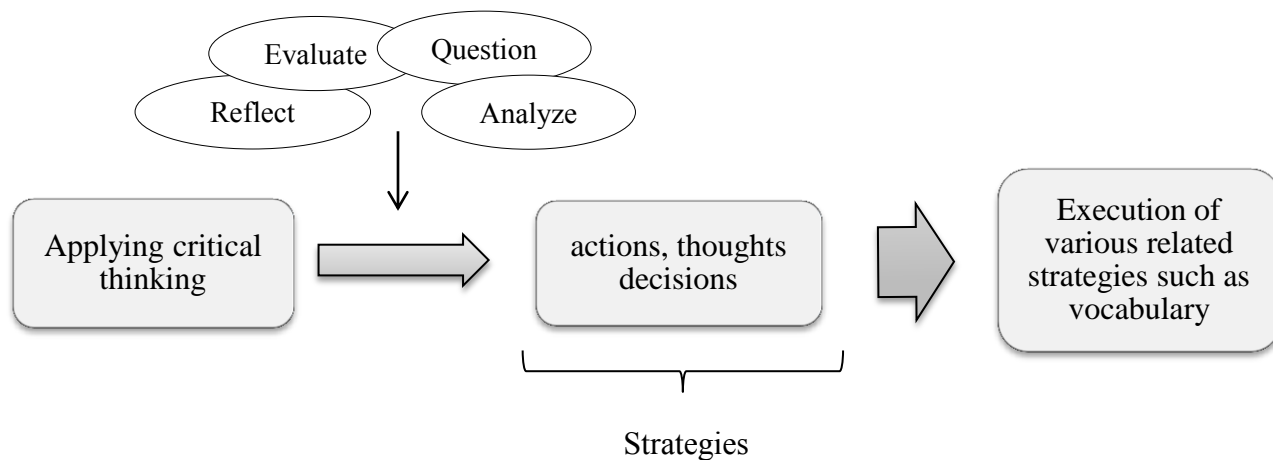 Evaluate
Question
Reflect
Analyze
Applying critical
thinking
actions, thoughts
decisions
Execution of
various related
strategies such as
vocabulary
Strategies